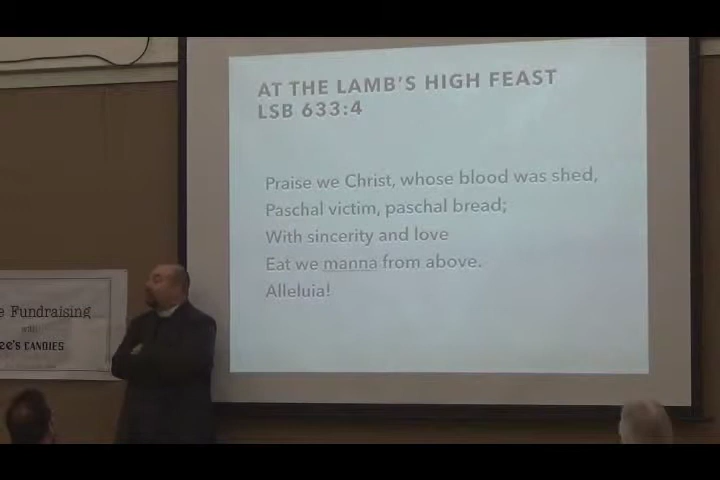 AT THE LAMB'S HIGH FEAST
LSB 633:4
Praise we Christ, whose blood was shed,
Paschal victim, paschal bread;
With sincerity and love
Eat we manna from above.
Alleluia!
Fundraising
CANDIES